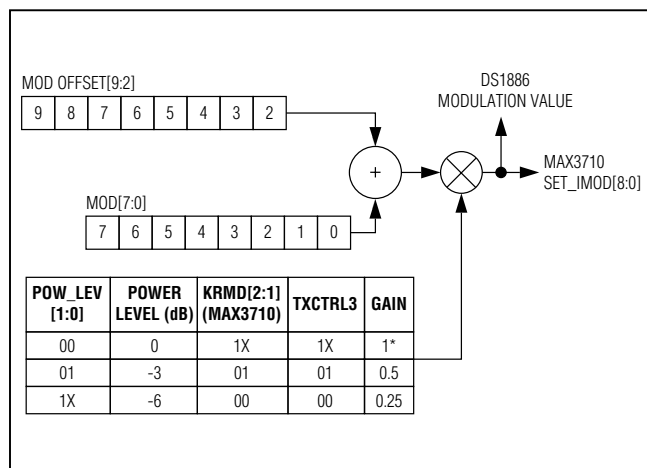 MOD OFFSET[9:2]
9 8 7 6 5 4 3 2
DS1886
MODULATION VALUE
+
MAX3710
SET_IMOD[8:0]
MOD[7:0]
7 6 5 4 3 2 1 0
POW_LEV [1:0] POWER LEVEL (dB) KRMD[2:1] (MAX3710) TXCTRL3 GAIN
00 0 1X 1X 1*
01 -3 01 01 0.5
1X -6 00 00 0.25